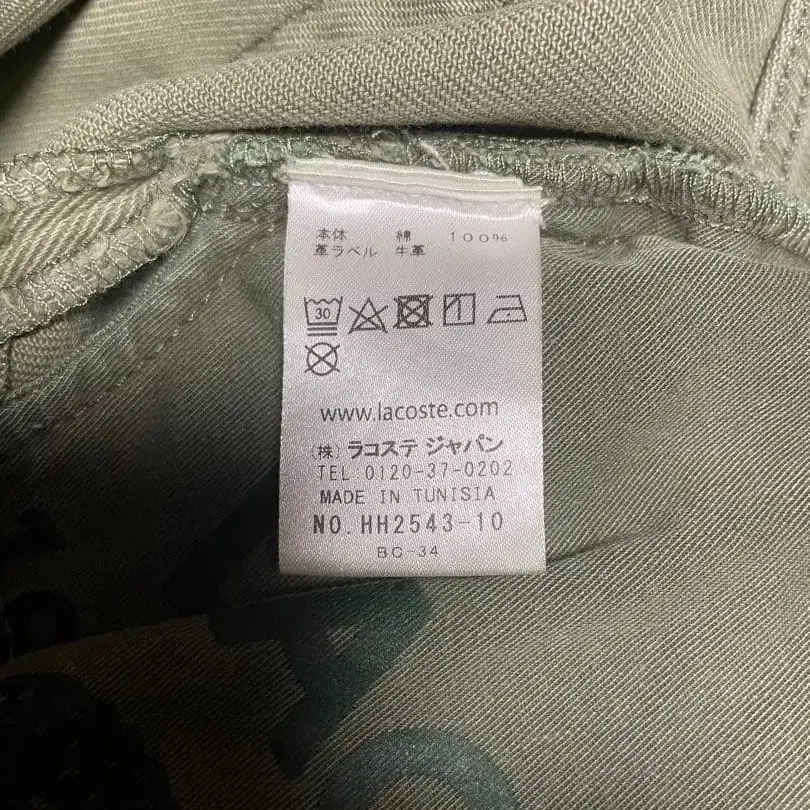 本体 綿 100%
革ラベル 牛革
30
www.lacoste.com
(株) ラコステ ジャパン
TEL 0120-37-0202
MADE IN TUNISIA
NO. HH2543-10
BC-34